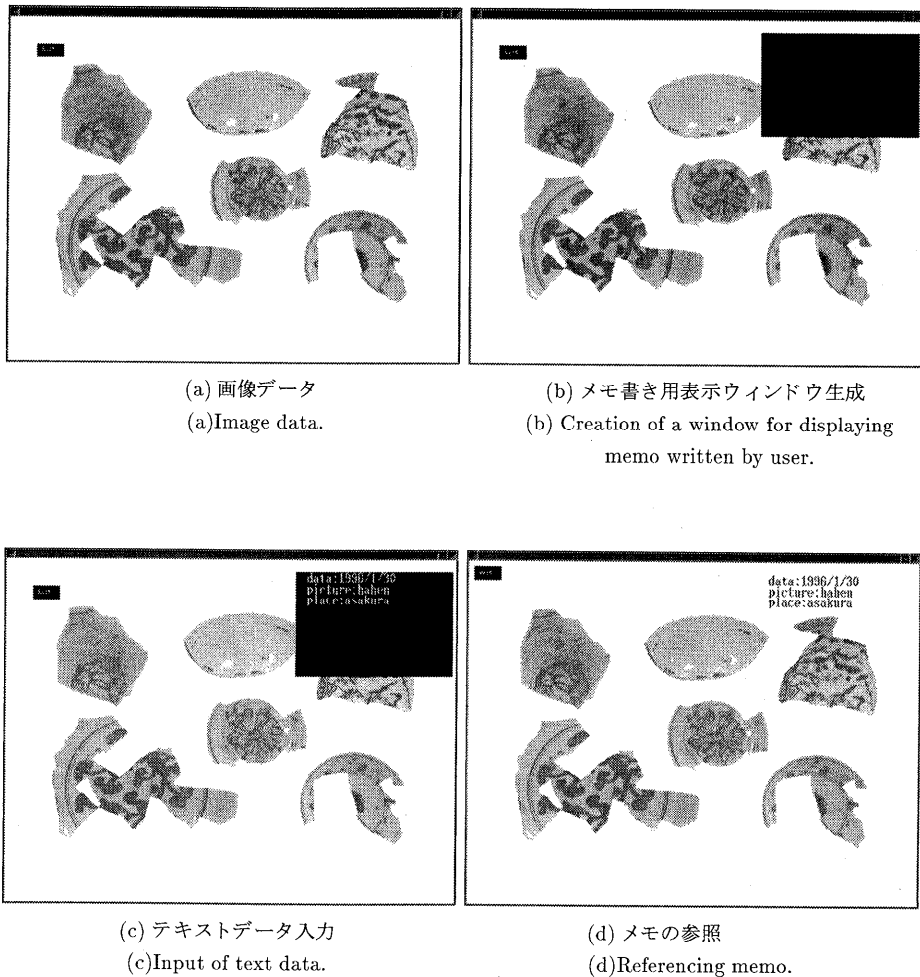 (a) 画像データ
(a)Image data.
(b) メモ書き用表示ウィンドウ生成
(b) Creation of a window for displaying
memo written by user.
data:1996/1/30
picture:hahen
place:asakura
data:1996/1/30
picture:hahen
place:asakura
(c) テキストデータ入力
(c)Input of text data.
(d) メモの参照
(d)Referencing memo.